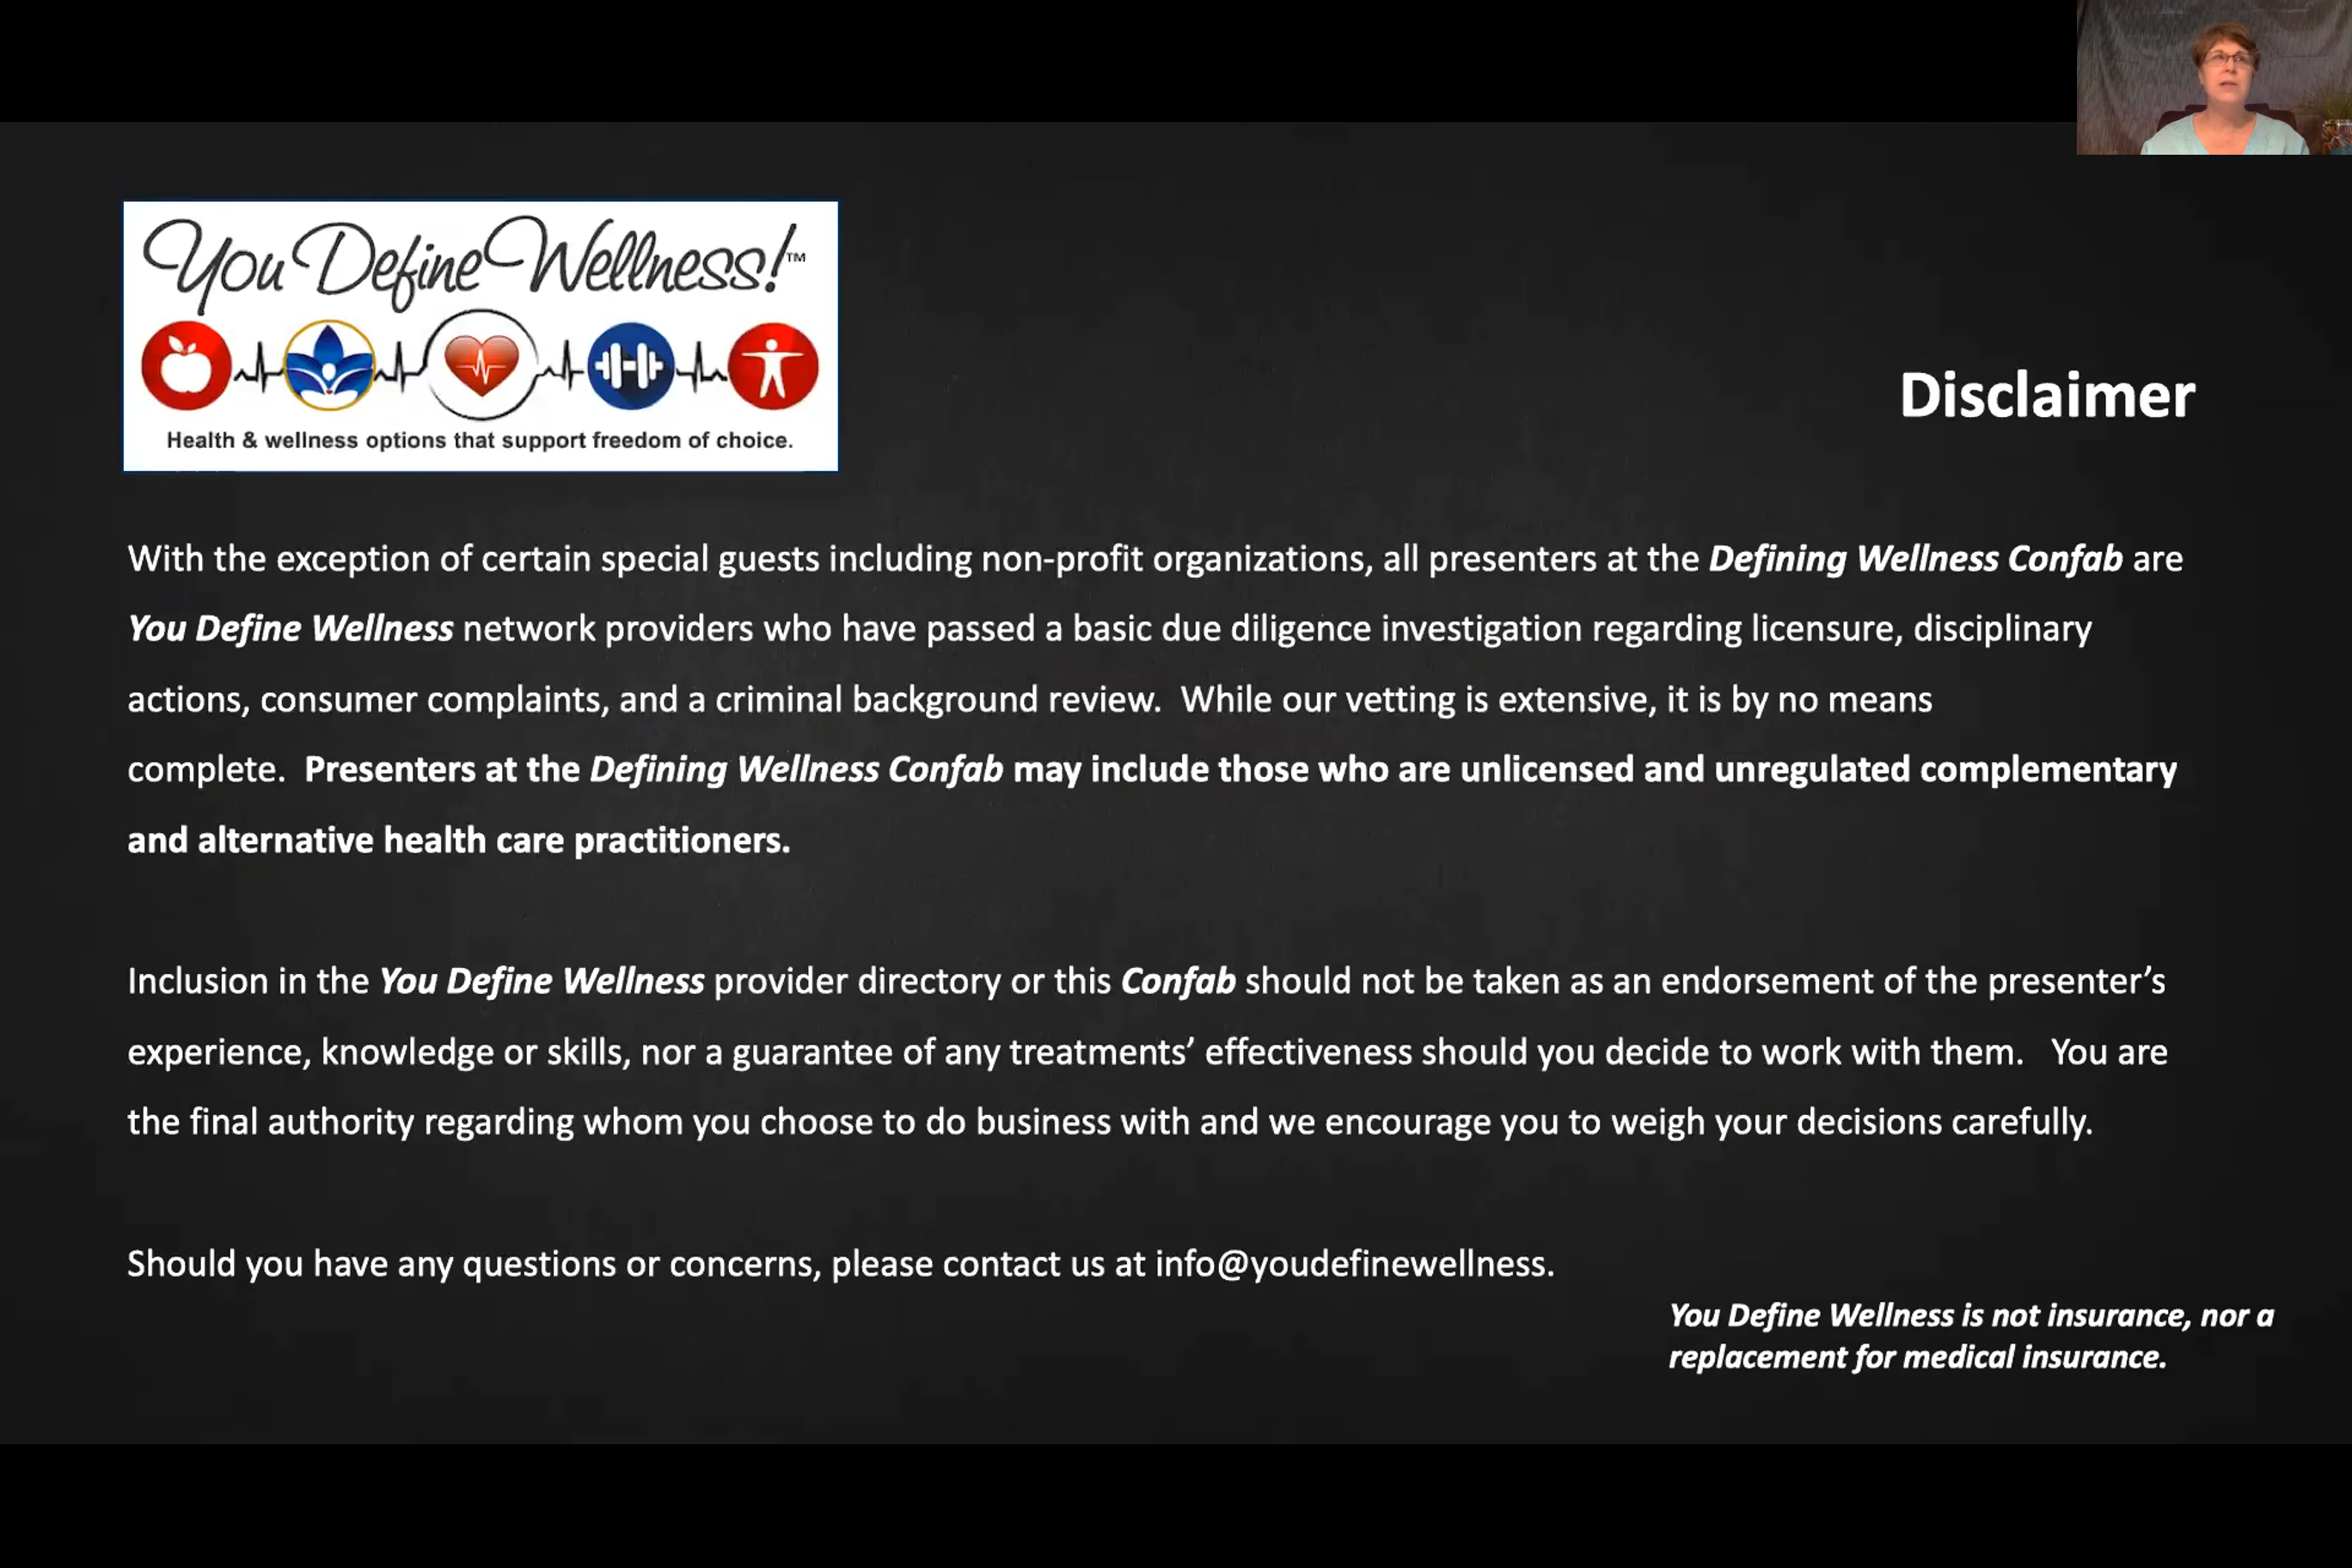 You Define Wellness!™
Health & wellness options that support freedom of choice.
Disclaimer
With the exception of certain special guests including non-profit organizations, all presenters at the Defining Wellness Confab are
You Define Wellness network providers who have passed a basic due diligence investigation regarding licensure, disciplinary
actions, consumer complaints, and a criminal background review.  While our vetting is extensive, it is by no means
complete.  Presenters at the Defining Wellness Confab may include those who are unlicensed and unregulated complementary
and alternative health care practitioners.
Inclusion in the You Define Wellness provider directory or this Confab should not be taken as an endorsement of the presenter’s
experience, knowledge or skills, nor a guarantee of any treatments’ effectiveness should you decide to work with them.   You are
the final authority regarding whom you choose to do business with and we encourage you to weigh your decisions carefully.
Should you have any questions or concerns, please contact us at info@youdefinewellness.
You Define Wellness is not insurance, nor a
replacement for medical insurance.